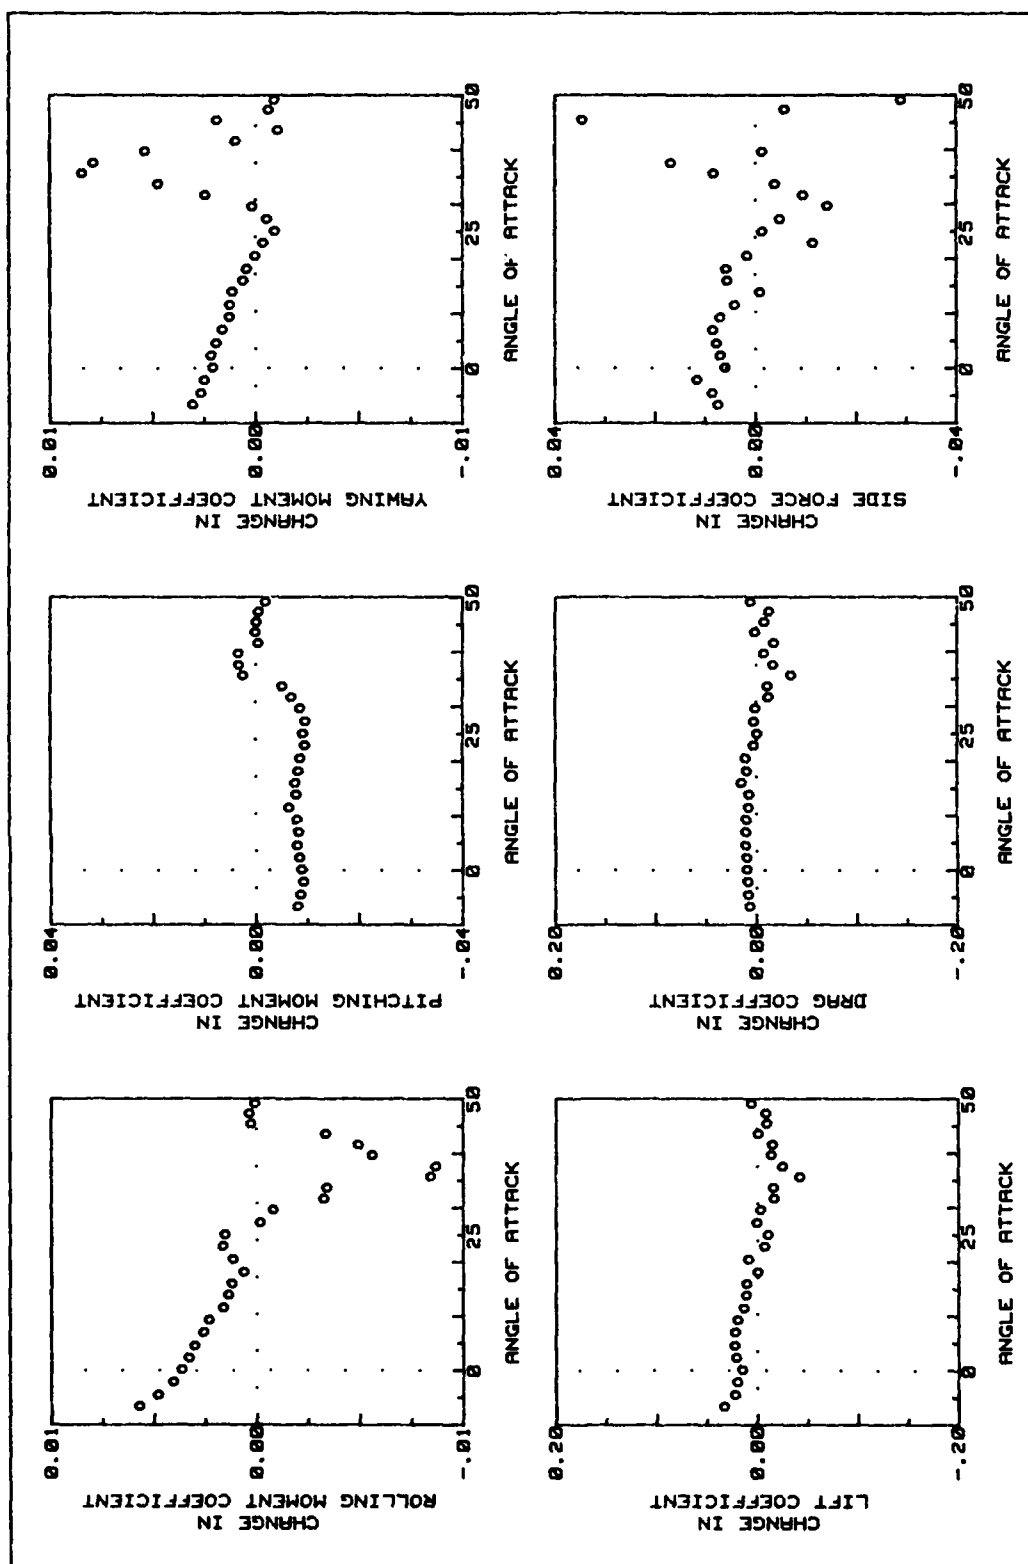 CHANGE IN
ROLLING MOMENT COEFFICIENT
0.01
0.00
-.01
0 25 50
ANGLE OF ATTACK
CHANGE IN
PITCHING MOMENT COEFFICIENT
0.04
0.00
-.04
0 25 50
ANGLE OF ATTACK
CHANGE IN
YAWING MOMENT COEFFICIENT
0.01
0.00
-.01
0 25 50
ANGLE OF ATTACK
CHANGE IN
LIFT COEFFICIENT
0.20
0.00
-.20
0 25 50
ANGLE OF ATTACK
CHANGE IN
DRAG COEFFICIENT
0.20
0.00
-.20
0 25 50
ANGLE OF ATTACK
CHANGE IN
SIDE FORCE COEFFICIENT
0.04
0.00
-.04
0 25 50
ANGLE OF ATTACK